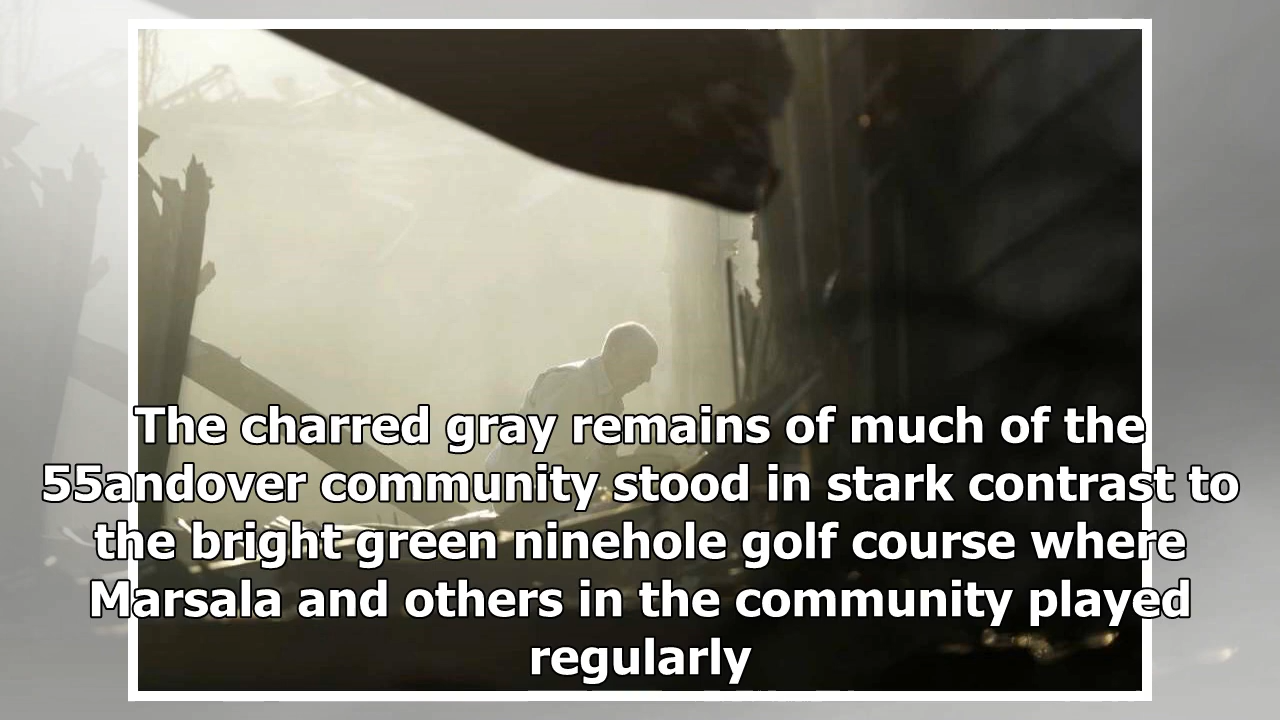 The charred gray remains of much of the
55andover community stood in stark contrast to
the bright green ninehole golf course where
Marsala and others in the community played
regularly